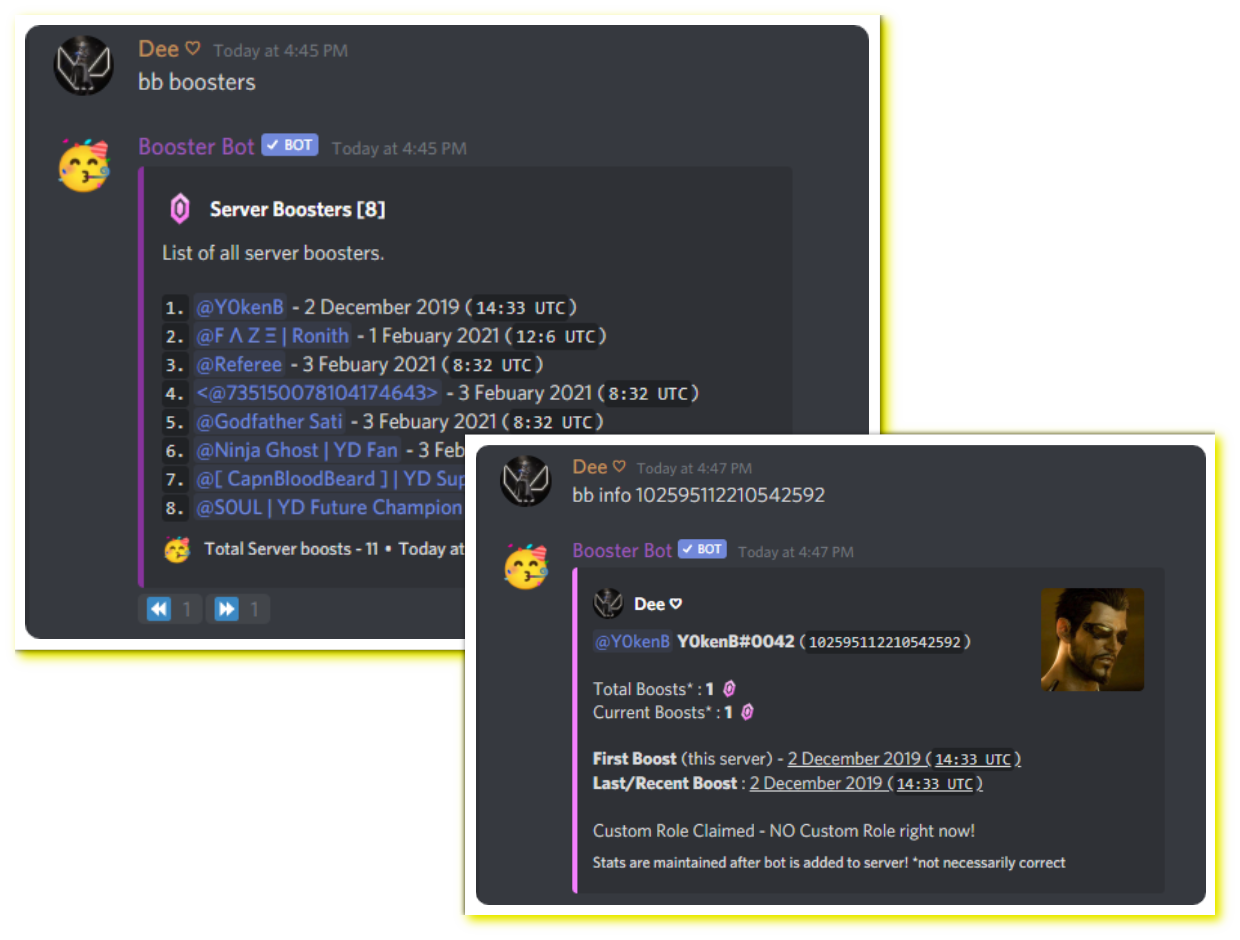 Dee ♡ Today at 4:45 PM
bb boosters
Booster Bot ✓ BOT Today at 4:45 PM
Server Boosters [8]
List of all server boosters.
1. @Y0kenB - 2 December 2019 (14:33 UTC)
2. @F Λ Z Ξ | Ronith - 1 Febuary 2021 (12:6 UTC)
3. @Referee - 3 Febuary 2021 (8:32 UTC)
4. <@735150078104174643> - 3 Febuary 2021 (8:32 UTC)
5. @Godfather Sati - 3 Febuary 2021 (8:32 UTC)
6. @Ninja Ghost | YD Fan - 3 Feb
7. @[ CapnBloodBeard ] | YD Sup
8. @S0UL | YD Future Champion
Total Server boosts - 11 • Today at
1 1
Dee ♡ Today at 4:47 PM
bb info 102595112210542592
Booster Bot ✓ BOT Today at 4:47 PM
Dee ♡
@Y0kenB Y0kenB#0042 (102595112210542592)
Total Boosts* : 1
Current Boosts* : 1
First Boost (this server) - 2 December 2019 (14:33 UTC)
Last/Recent Boost : 2 December 2019 (14:33 UTC)
Custom Role Claimed - NO Custom Role right now!
Stats are maintained after bot is added to server! *not necessarily correct